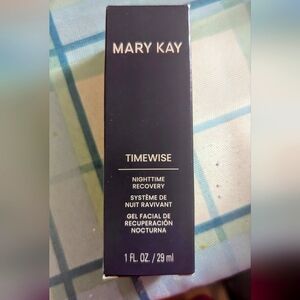 MARY KAY
TIMEWISE
NIGHTTIME
RECOVERY
SYSTÈME DE
NUIT RAVIVANT
GEL FACIAL DE
RECUPERACIÓN
NOCTURNA
1 FL. OZ. / 29 ml